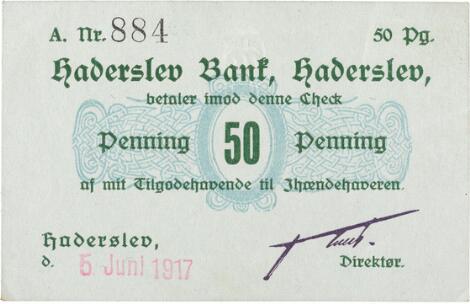 A. Nr. 884 50 Pg.
Haderslev Bank, Haderslev,
betaler imod denne Check
Penning 50 Penning
af mit Tilgodehavende til Ihændehaveren.
Haderslev,
d. 5 Juni 1917 Direktør.